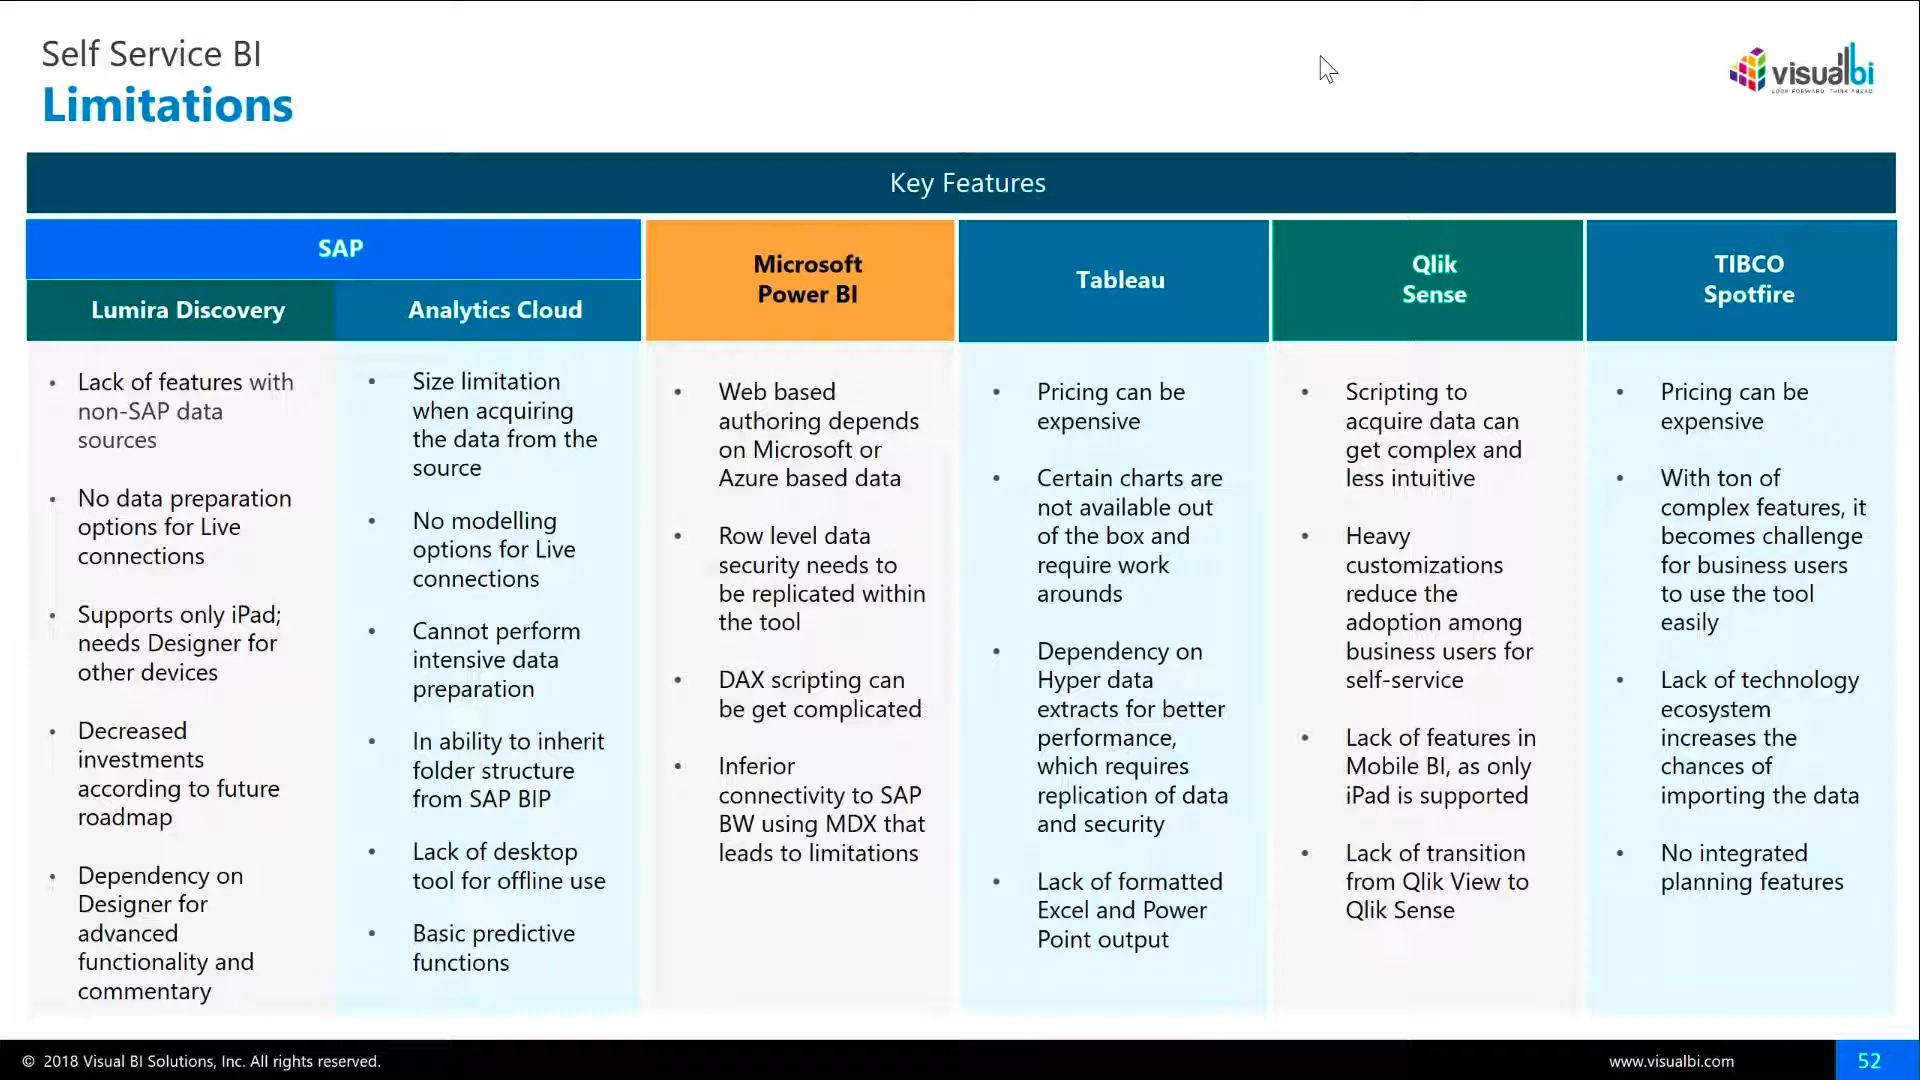 Self Service BI
Limitations
visualbi
LOOK FORWARD. THINK AHEAD.
Key Features
SAP
Lumira Discovery
Analytics Cloud
Microsoft
Power BI
Tableau
Qlik
Sense
TIBCO
Spotfire
• Lack of features with
non-SAP data
sources
• No data preparation
options for Live
connections
• Supports only iPad;
needs Designer for
other devices
• Decreased
investments
according to future
roadmap
• Dependency on
Designer for
advanced
functionality and
commentary
• Size limitation
when acquiring
the data from the
source
• No modelling
options for Live
connections
• Cannot perform
intensive data
preparation
• In ability to inherit
folder structure
from SAP BIP
• Lack of desktop
tool for offline use
• Basic predictive
functions
• Web based
authoring depends
on Microsoft or
Azure based data
• Row level data
security needs to
be replicated within
the tool
• DAX scripting can
be get complicated
• Inferior
connectivity to SAP
BW using MDX that
leads to limitations
• Pricing can be
expensive
• Certain charts are
not available out
of the box and
require work
arounds
• Dependency on
Hyper data
extracts for better
performance,
which requires
replication of data
and security
• Lack of formatted
Excel and Power
Point output
• Scripting to
acquire data can
get complex and
less intuitive
• Heavy
customizations
reduce the
adoption among
business users for
self-service
• Lack of features in
Mobile BI, as only
iPad is supported
• Lack of transition
from Qlik View to
Qlik Sense
• Pricing can be
expensive
• With ton of
complex features, it
becomes challenge
for business users
to use the tool
easily
• Lack of technology
ecosystem
increases the
chances of
importing the data
• No integrated
planning features
© 2018 Visual BI Solutions, Inc. All rights reserved.
www.visualbi.com
52